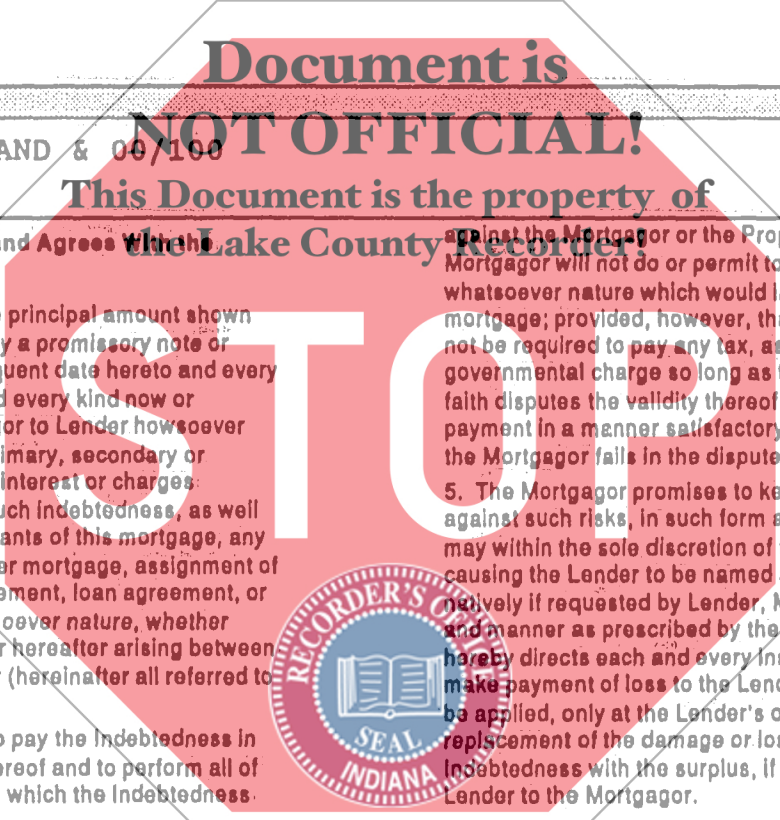 Document is
NOT OFFICIAL!
This Document is the property of
the Lake County Recorder!
STOP
AND & 00/100
and Agrees With the
principal amount shown
y a promissory note or
quent date hereto and every
d every kind now or
or to Lender howsoever
imary, secondary or
interest or charges
uch indebtedness, as well
ants of this mortgage, any
er mortgage, assignment of
ement, loan agreement, or
oever nature, whether
r hereafter arising between
(hereinafter all referred to
o pay the Indebtedness in
ereof and to perform all of
which the Indebtedness
against the Mortgagor or the Prop
Mortgagor will not do or permit to
whatsoever nature which would i
mortgage; provided, however, th
not be required to pay any tax, as
governmental charge so long as
faith disputes the validity thereof
payment in a manner satisfactory
the Mortgagor fails in the dispute
5. The Mortgagor promises to ke
against such risks, in such form a
may within the sole discretion of
causing the Lender to be named
natively if requested by Lender, M
and manner as prescribed by the
hereby directs each and every ins
make payment of loss to the Lend
be applied, only at the Lender's o
replacement of the damage or los
Indebtedness with the surplus, if
Lender to the Mortgagor.
RECORDER'S OFFICE
SEAL
INDIANA